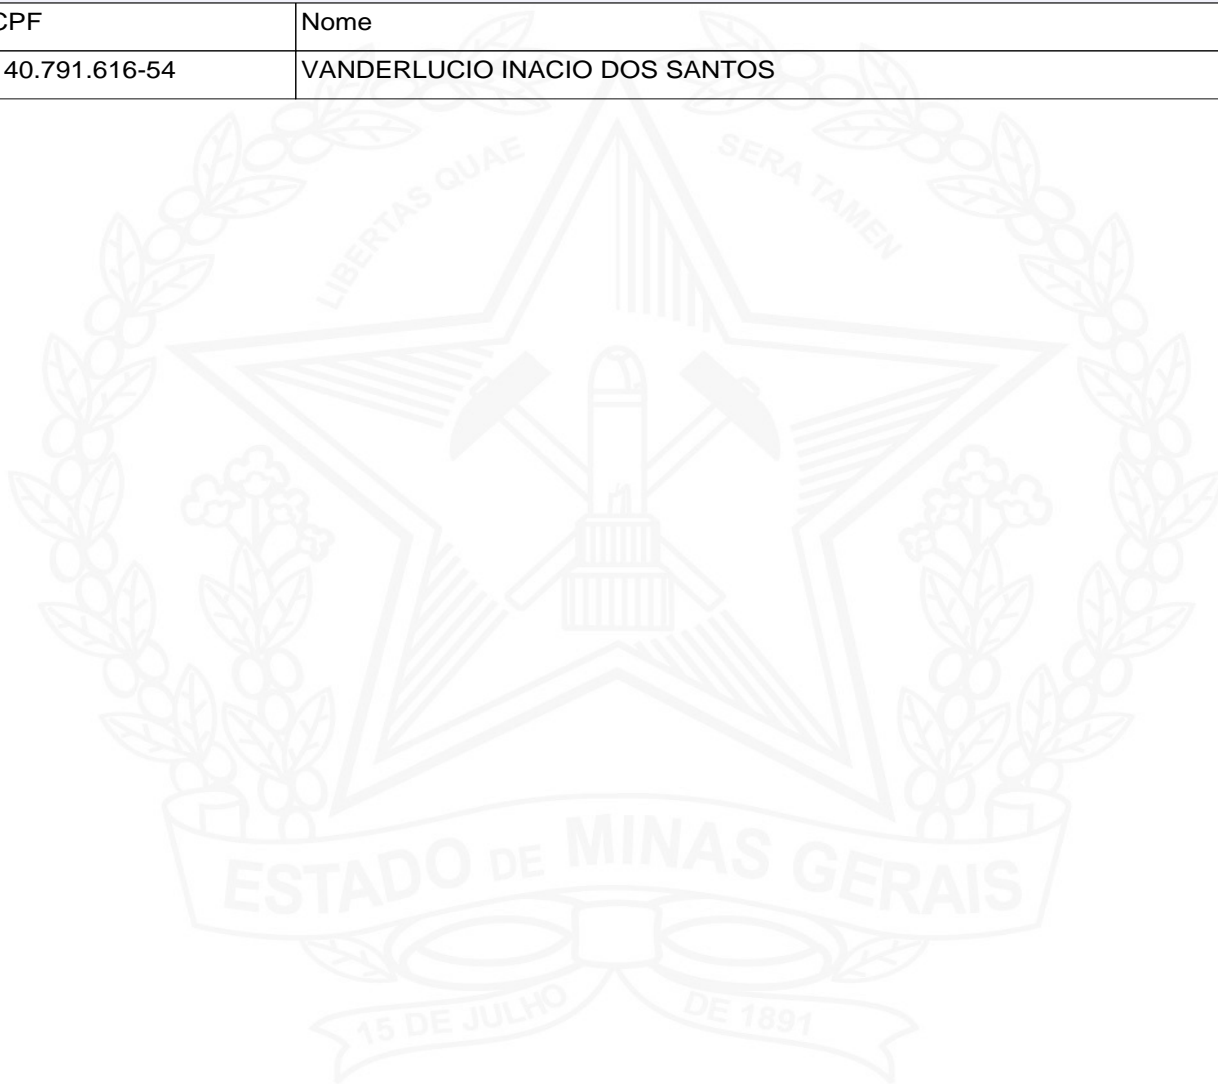 CPF Nome
40.791.616-54 VANDERLUCIO INACIO DOS SANTOS
LIBERTAS QUAE SERA TAMEN
ESTADO DE MINAS GERAIS
15 DE JULHO DE 1891